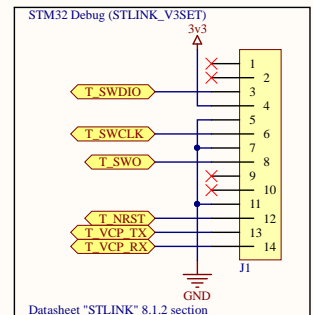 STM32 Debug (STLINK_V3SET)
3v3
1
2
T_SWDIO 3
4
5
T_SWCLK 6
7
T_SWO 8
9
10
11
T_NRST 12
T_VCP_TX 13
T_VCP_RX 14
J1
GND
Datasheet "STLINK" 8.1.2 section